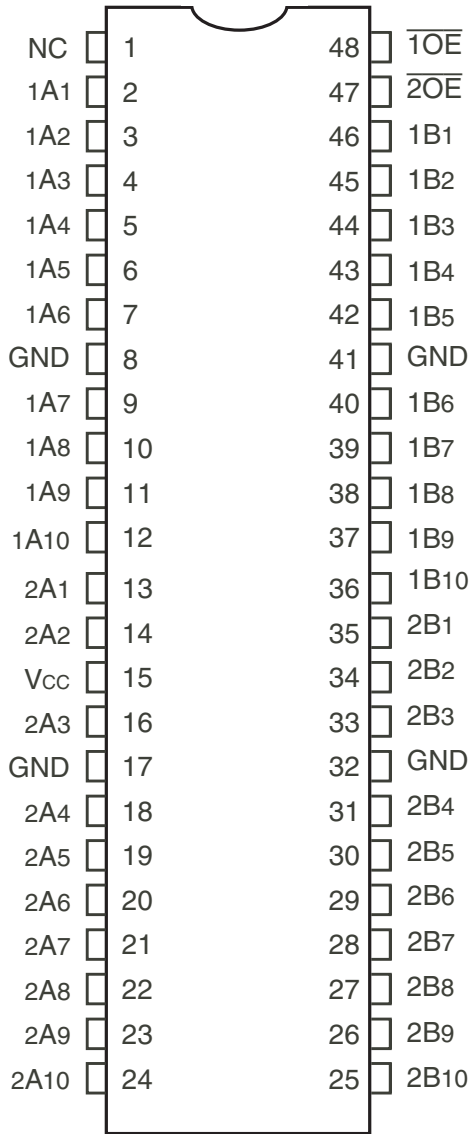 NC 1 48 1OE
1A1 2 47 2OE
1A2 3 46 1B1
1A3 4 45 1B2
1A4 5 44 1B3
1A5 6 43 1B4
1A6 7 42 1B5
GND 8 41 GND
1A7 9 40 1B6
1A8 10 39 1B7
1A9 11 38 1B8
1A10 12 37 1B9
2A1 13 36 1B10
2A2 14 35 2B1
VCC 15 34 2B2
2A3 16 33 2B3
GND 17 32 GND
2A4 18 31 2B4
2A5 19 30 2B5
2A6 20 29 2B6
2A7 21 28 2B7
2A8 22 27 2B8
2A9 23 26 2B9
2A10 24 25 2B10